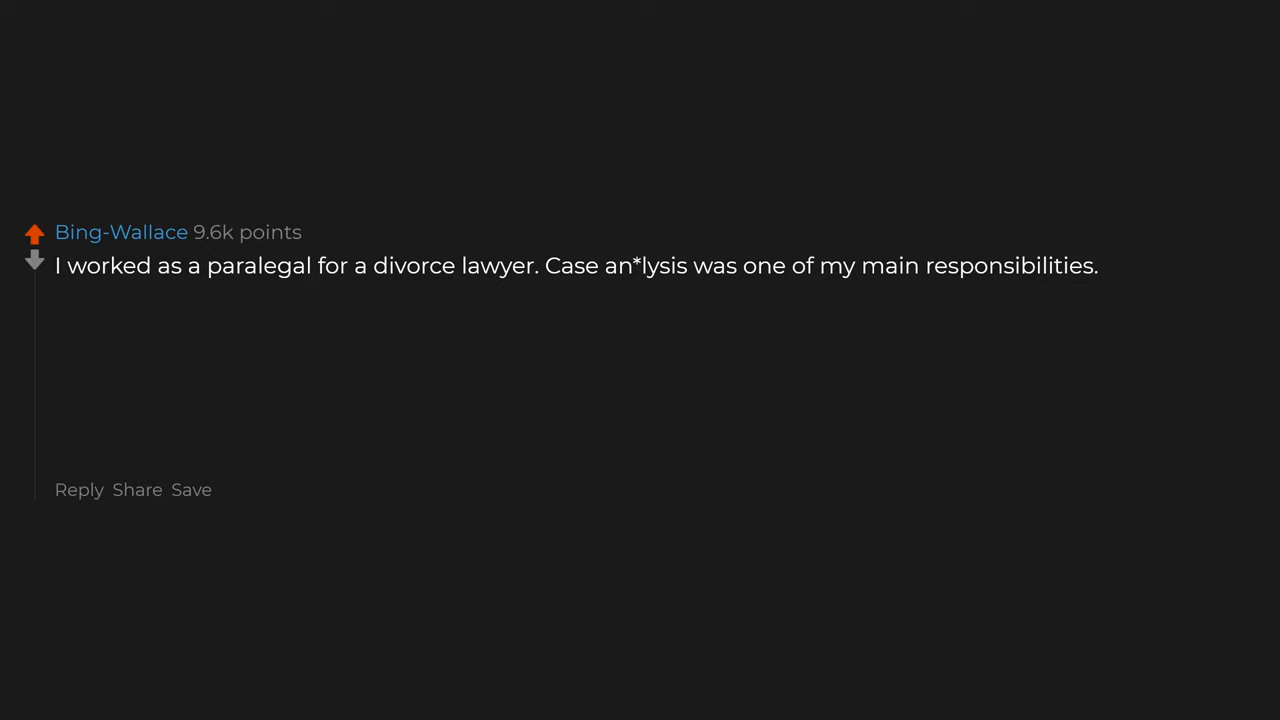 Bing-Wallace 9.6k points
I worked as a paralegal for a divorce lawyer. Case an*lysis was one of my main responsibilities.
Reply Share Save